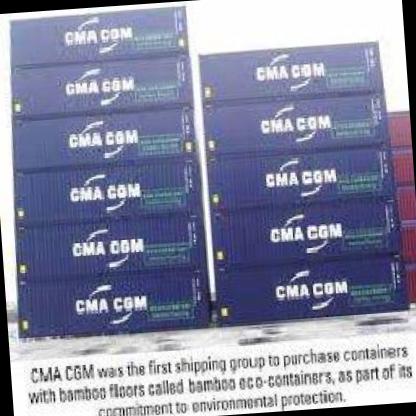 CMA CGM
CMA CGM
CMA CGM
CMA CGM
CMA CGM
CMA CGM
CMA CGM
CMA CGM
CMA CGM
CMA CGM
CMA CGM
CMA CGM was the first shipping group to purchase containers
with bamboo floors called bamboo eco-containers, as part of its
commitment to environmental protection.